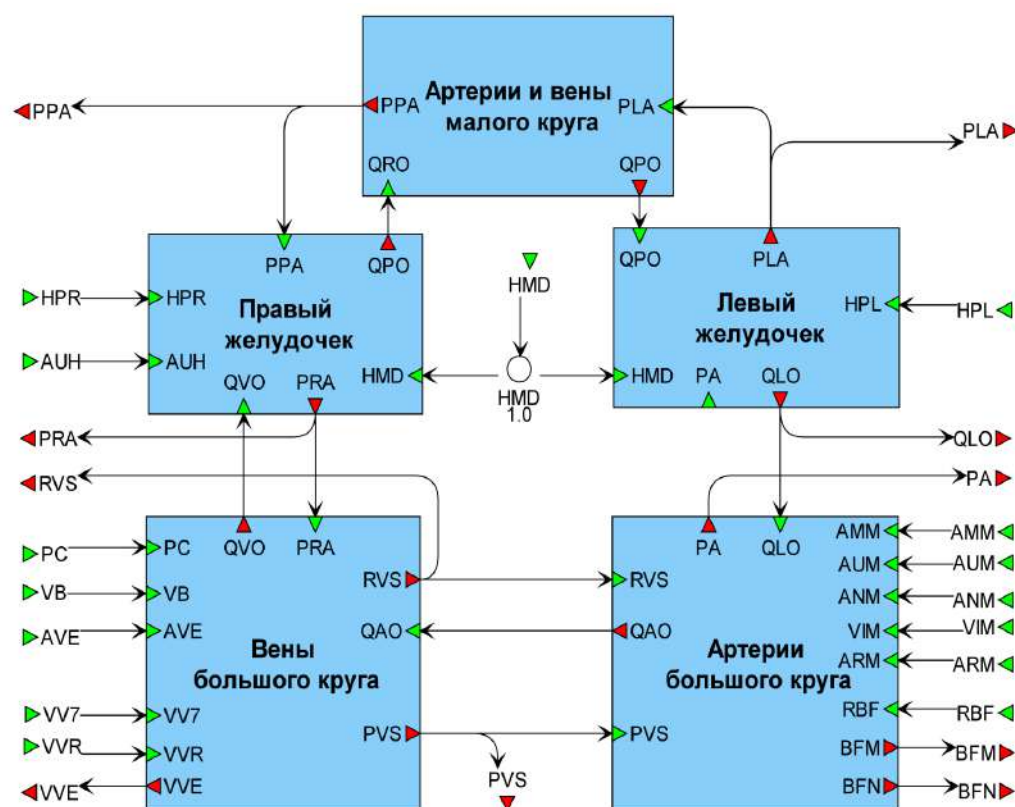 PPA
PPA
Артерии и вены
малого круга
PLA
PLA
QRO
QPO
PPA
QPO
HMD
QPO
PLA
HPR
HPR
Правый
желудочек
Левый
желудочек
HPL
HPL
AUH
AUH
HMD
HMD
1.0
HMD
PA
QLO
QVO
PRA
PRA
QLO
RVS
PA
QVO
PRA
PA
QLO
AMM
AMM
PC
PC
RVS
RVS
AUM
AUM
VB
VB
ANM
ANM
AVE
AVE
QAO
QAO
VIM
VIM
Вены
большого круга
Артерии
большого круга
ARM
ARM
VV7
VV7
RBF
RBF
VVR
VVR
PVS
PVS
BFM
BFM
VVE
VVE
PVS
BFN
BFN